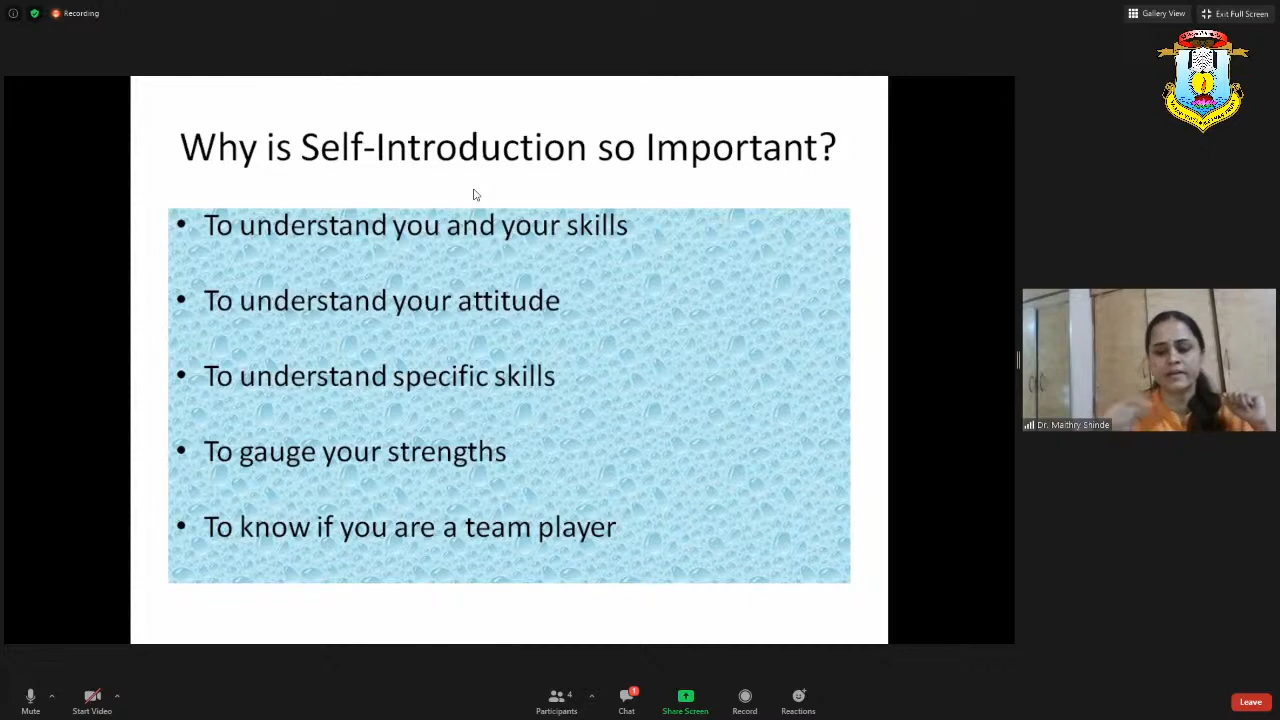 Recording
Gallery View
Exit Full Screen
Why is Self-Introduction so Important?
• To understand you and your skills
• To understand your attitude
• To understand specific skills
• To gauge your strengths
• To know if you are a team player
Dr. Maithry Shinde
Mute
Start Video
4
Participants
1
Chat
Share Screen
Record
Reactions
Leave